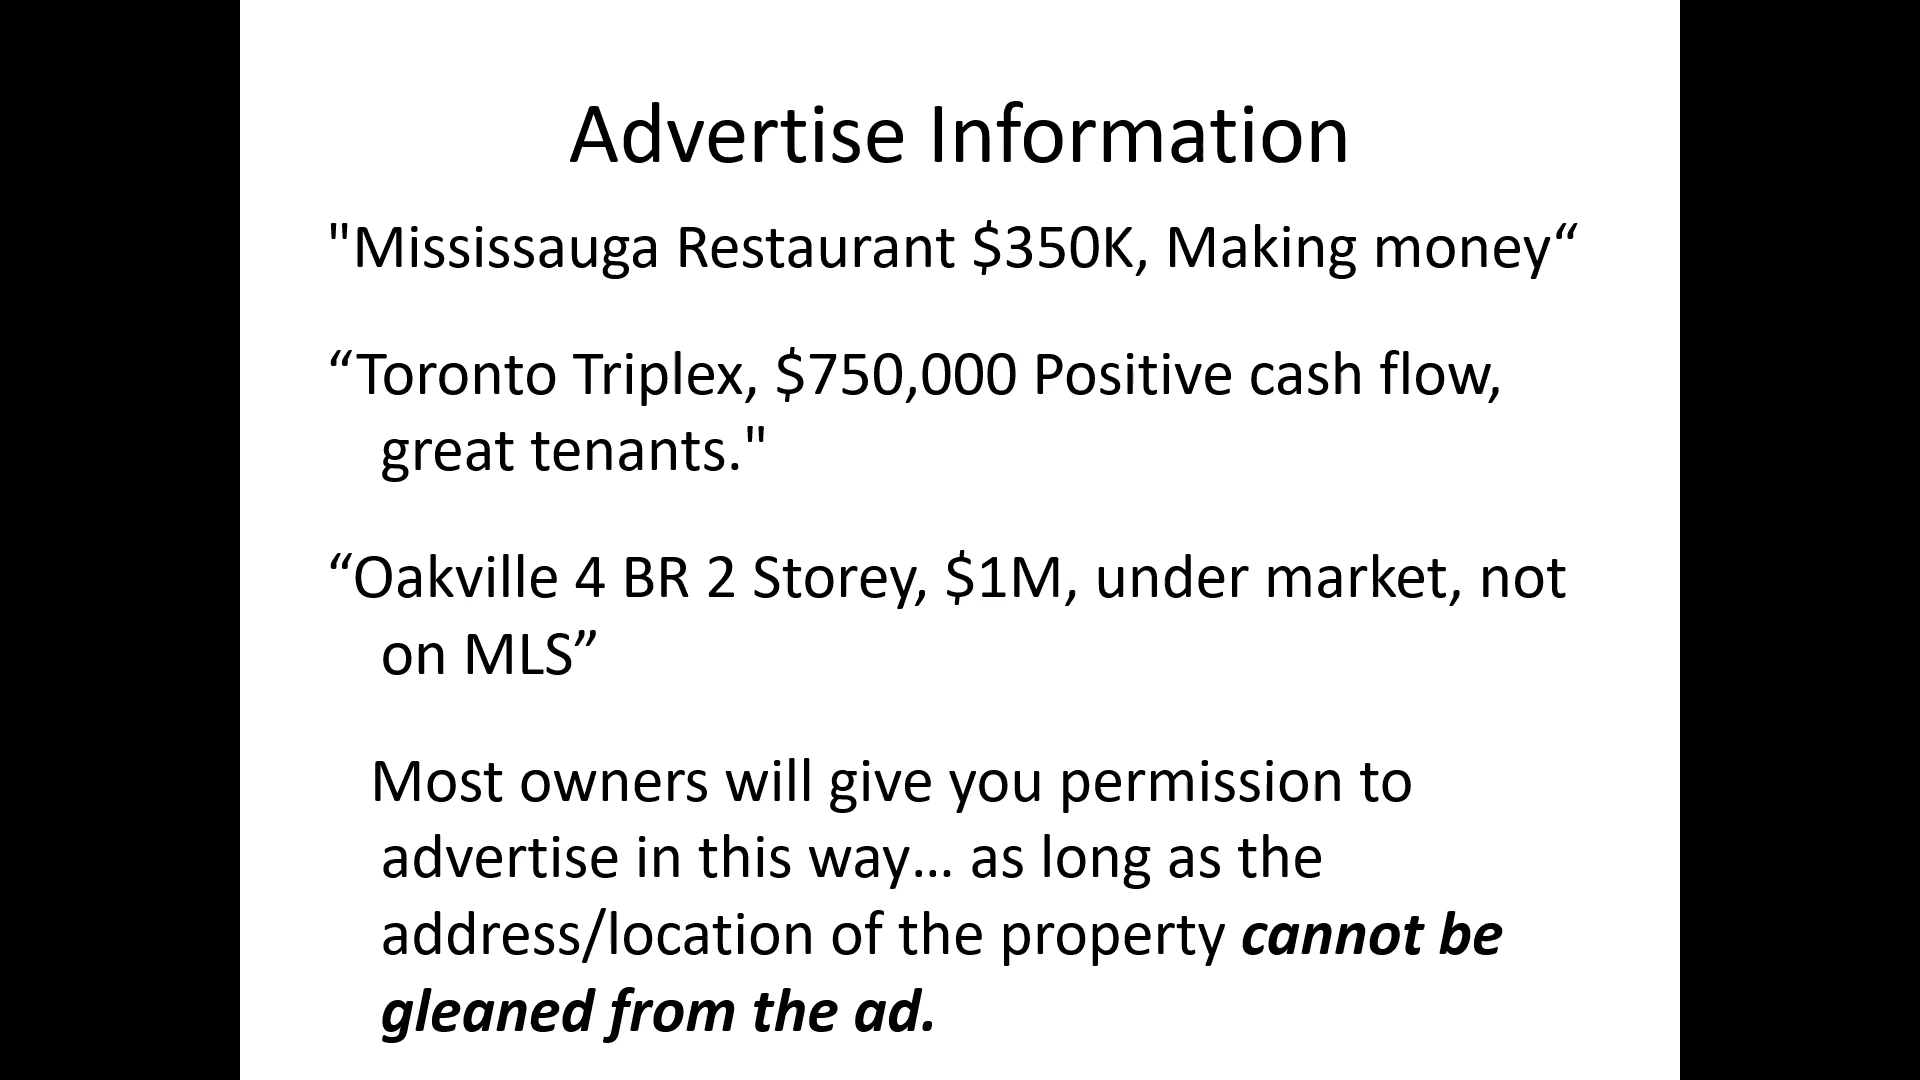 Advertise Information
"Mississauga Restaurant $350K, Making money“
“Toronto Triplex, $750,000 Positive cash flow,
great tenants."
“Oakville 4 BR 2 Storey, $1M, under market, not
on MLS”
Most owners will give you permission to
advertise in this way… as long as the
address/location of the property cannot be
gleaned from the ad.